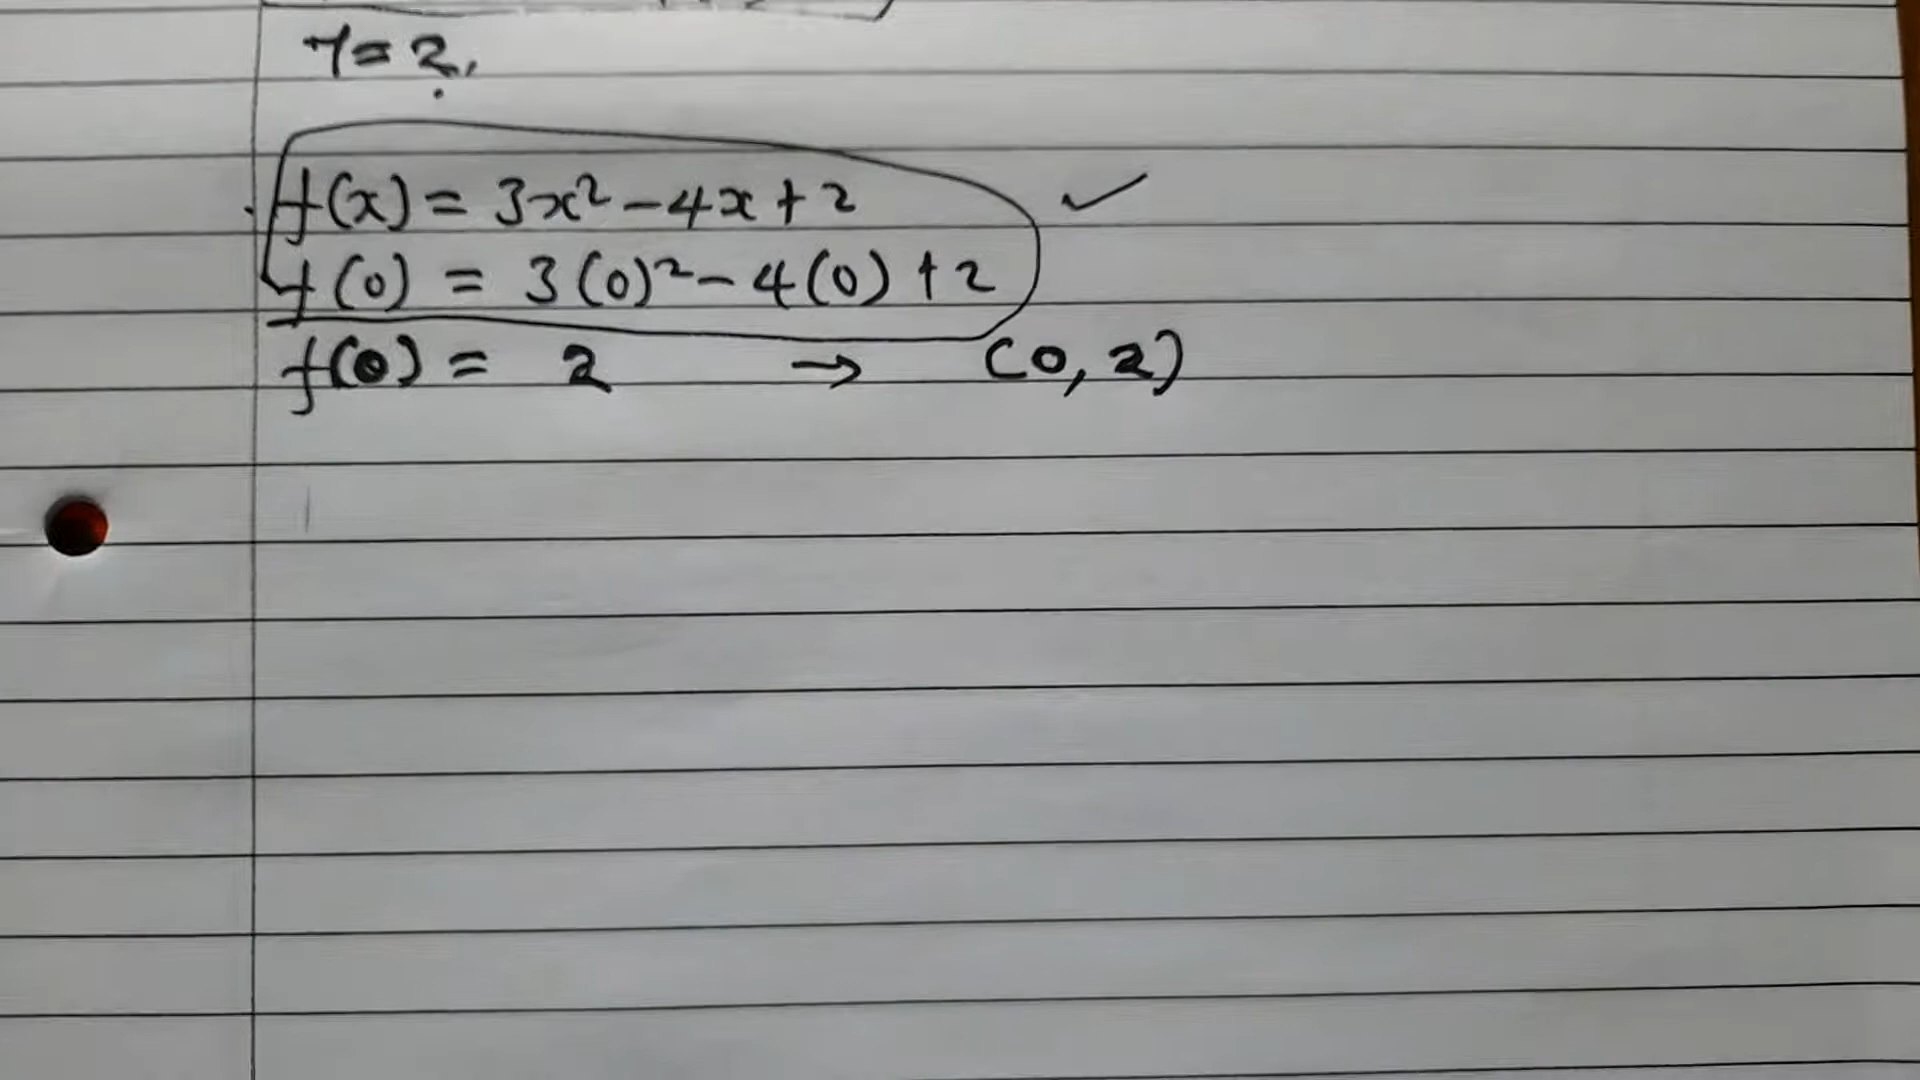 y = 2,
f(x) = 3x² - 4x + 2 ✓
f(0) = 3(0)² - 4(0) + 2
f(0) = 2 → (0, 2)